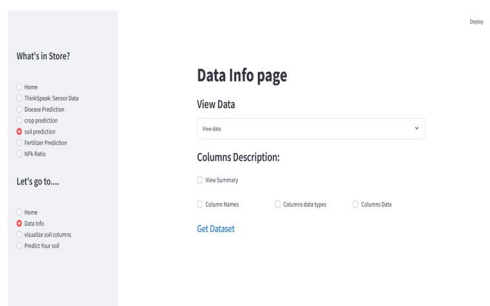 Deploy
What's in Store?
Home
ThinkSpeak: Sensor Data
Disease Prediction
crop prediction
soil prediction
Fertilizer Prediction
NPk Ratio
Let's go to....
Home
Data Info
visualize soil columns
Predict Your soil
Data Info page
View Data
View data
Columns Description:
View Summary
Column Names Columns data types Columns Data
Get Dataset